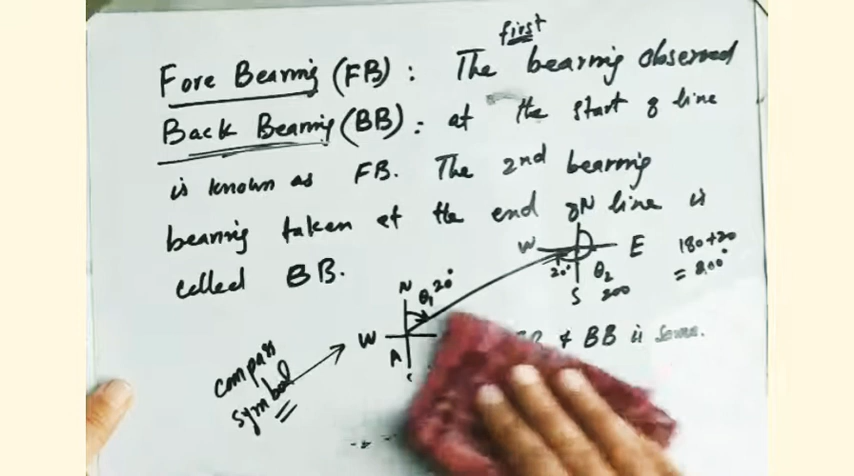 first
Fore Bearing (FB): The bearing observed
Back Bearing (BB): at the start of line
is known as FB. The 2nd bearing
bearing taken at the end of line is
called BB.
N
W
E
S
20°
θ2
200
180+20
= 200°
N
θ1 20°
W
A
compass
symbol
& BB is same.